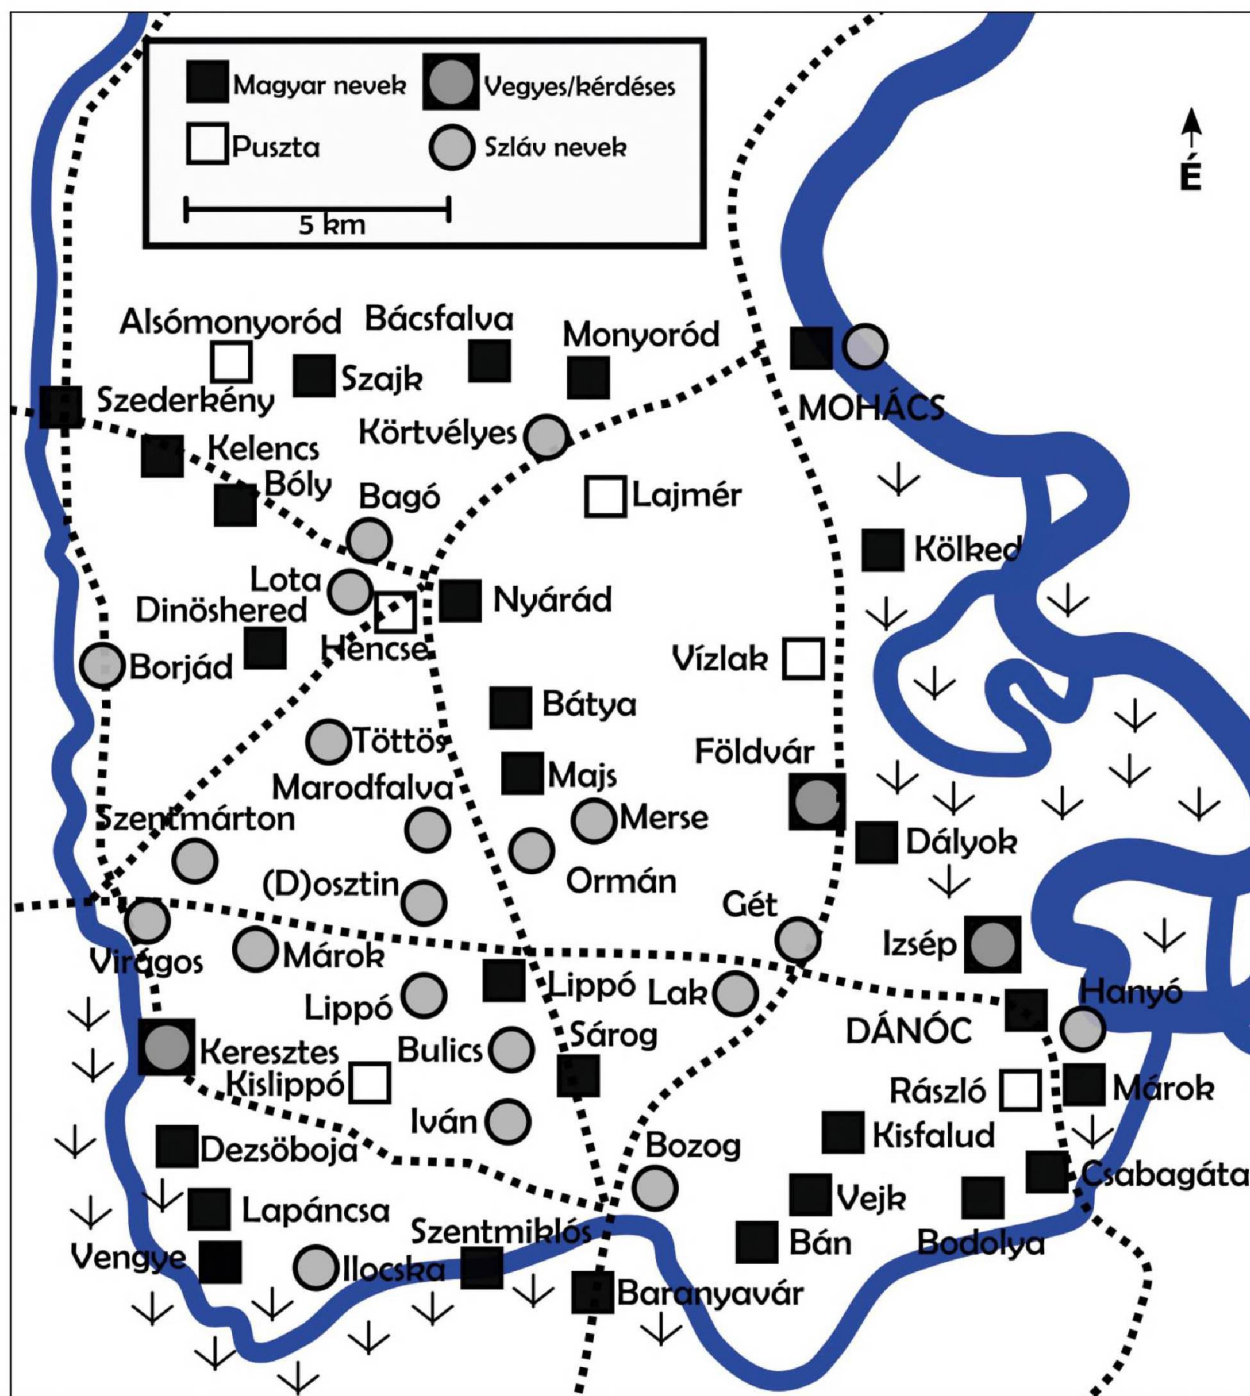 Magyar nevek
Vegyes/kérdéses
Puszta
Szláv nevek
5 km
É
Alsómonyoród
Bácsfalva
Monyoród
Szajk
Szederkény
MOHÁCS
Körtvélyes
Kelencs
Bóly
Bagó
Lajmér
Kölked
Lota
Dinöshered
Nyárád
Hencse
Borjád
Vízlak
Bátya
Töttös
Földvár
Majs
Marodfalva
Szentmárton
Merse
Dályok
(D)osztin
Ormán
Gét
Izsép
Virágos
Márok
Lippó
Lippó
Lak
Hanyó
DÁNÓC
Sárog
Bulics
Keresztes
Kislippó
Rászló
Márok
Iván
Kisfalud
Dezsöboja
Bozog
Csabagáta
Vejk
Lapáncsa
Szentmiklós
Bán
Bodolya
Vengye
Ilocska
Baranyavár